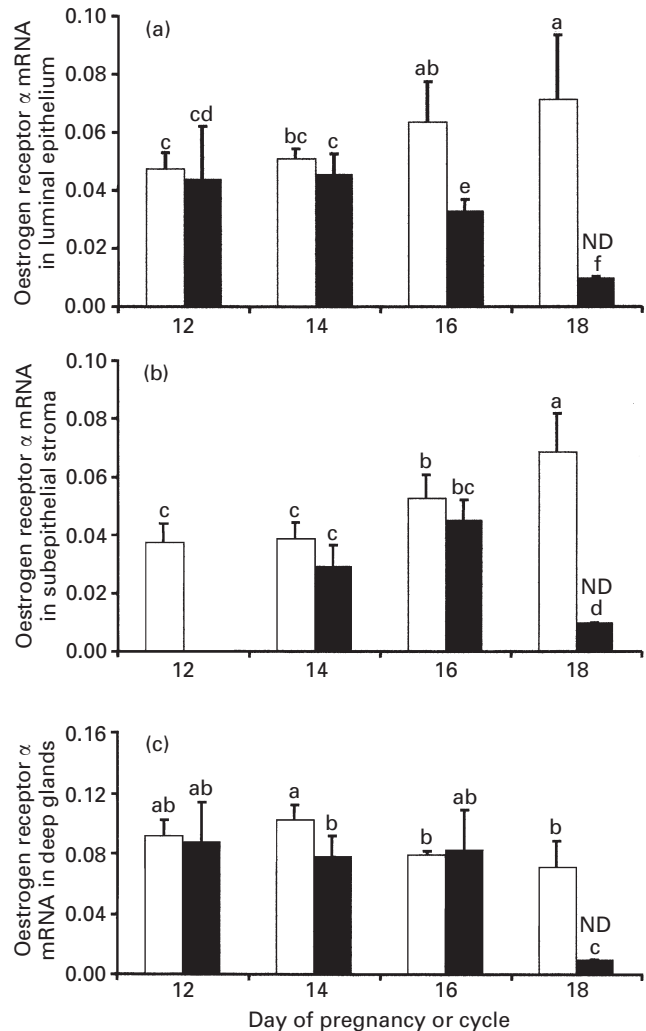 (a)
Oestrogen receptor α mRNA
in luminal epithelium
0.10
0.08
0.06
0.04
0.02
0.00
c
cd
bc
c
ab
e
a
ND
f
12
14
16
18
(b)
Oestrogen receptor α mRNA
in subepithelial stroma
0.10
0.08
0.06
0.04
0.02
0.00
c
c
c
b
bc
a
ND
d
12
14
16
18
(c)
Oestrogen receptor α
mRNA in deep glands
0.16
0.12
0.08
0.04
0.00
ab
ab
a
b
b
ab
b
ND
c
12
14
16
18
Day of pregnancy or cycle